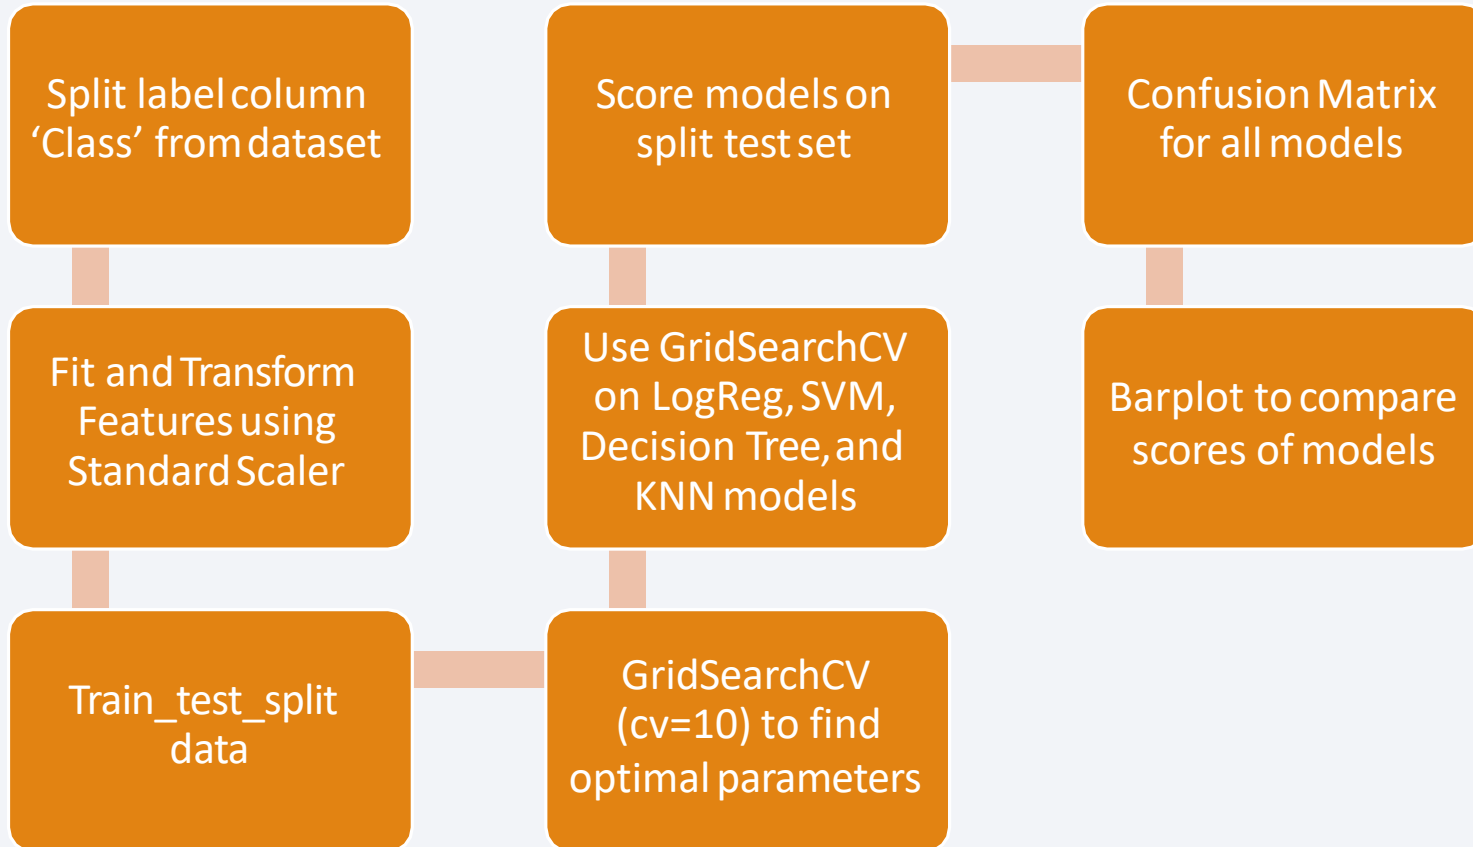 Split label column
‘Class’ from dataset
Fit and Transform
Features using
Standard Scaler
Train_test_split
data
GridSearchCV
(cv=10) to find
optimal parameters
Use GridSearchCV
on LogReg, SVM,
Decision Tree, and
KNN models
Score models on
split test set
Confusion Matrix
for all models
Barplot to compare
scores of models